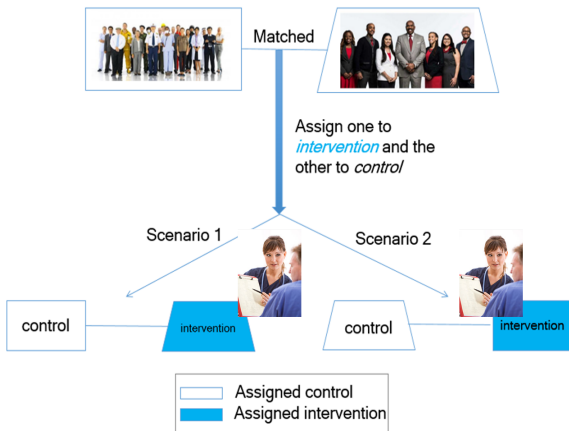 Matched
Assign one to
intervention and the
other to control
Scenario 1
Scenario 2
control
intervention
control
intervention
Assigned control
Assigned intervention